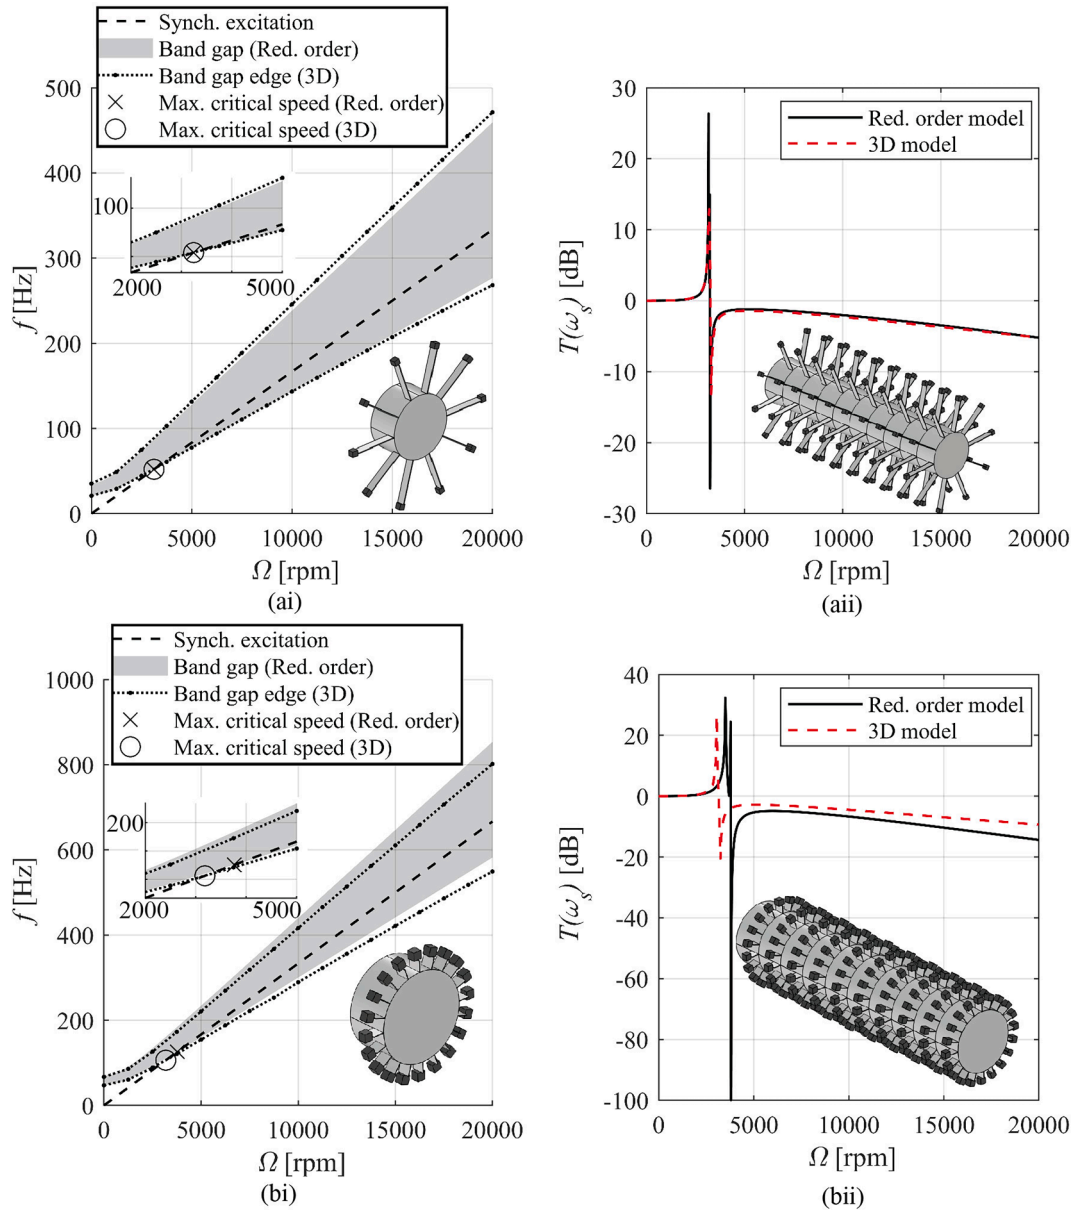 Synch. excitation
Band gap (Red. order)
Band gap edge (3D)
Max. critical speed (Red. order)
Max. critical speed (3D)
500
400
300
200
100
0
f [Hz]
100
2000 5000
0 5000 10000 15000 20000
Ω [rpm]
(ai)
Red. order model
3D model
30
20
10
0
-10
-20
-30
T(ω_s) [dB]
0 5000 10000 15000 20000
Ω [rpm]
(aii)
Synch. excitation
Band gap (Red. order)
Band gap edge (3D)
Max. critical speed (Red. order)
Max. critical speed (3D)
1000
800
600
400
200
0
f [Hz]
200
2000 5000
0 5000 10000 15000 20000
Ω [rpm]
(bi)
Red. order model
3D model
40
20
0
-20
-40
-60
-80
-100
T(ω_s) [dB]
0 5000 10000 15000 20000
Ω [rpm]
(bii)